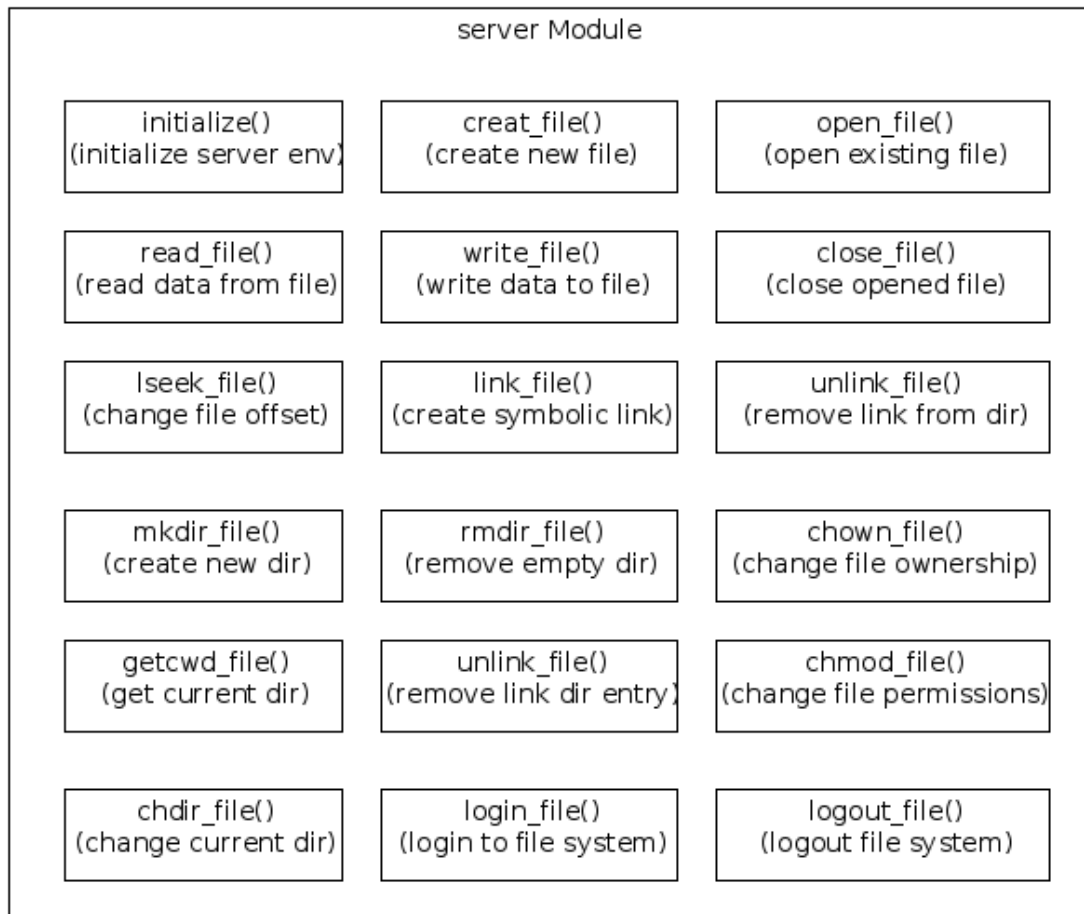 server Module
initialize()
(initialize server env)
creat_file()
(create new file)
open_file()
(open existing file)
read_file()
(read data from file)
write_file()
(write data to file)
close_file()
(close opened file)
lseek_file()
(change file offset)
link_file()
(create symbolic link)
unlink_file()
(remove link from dir)
mkdir_file()
(create new dir)
rmdir_file()
(remove empty dir)
chown_file()
(change file ownership)
getcwd_file()
(get current dir)
unlink_file()
(remove link dir entry)
chmod_file()
(change file permissions)
chdir_file()
(change current dir)
login_file()
(login to file system)
logout_file()
(logout file system)